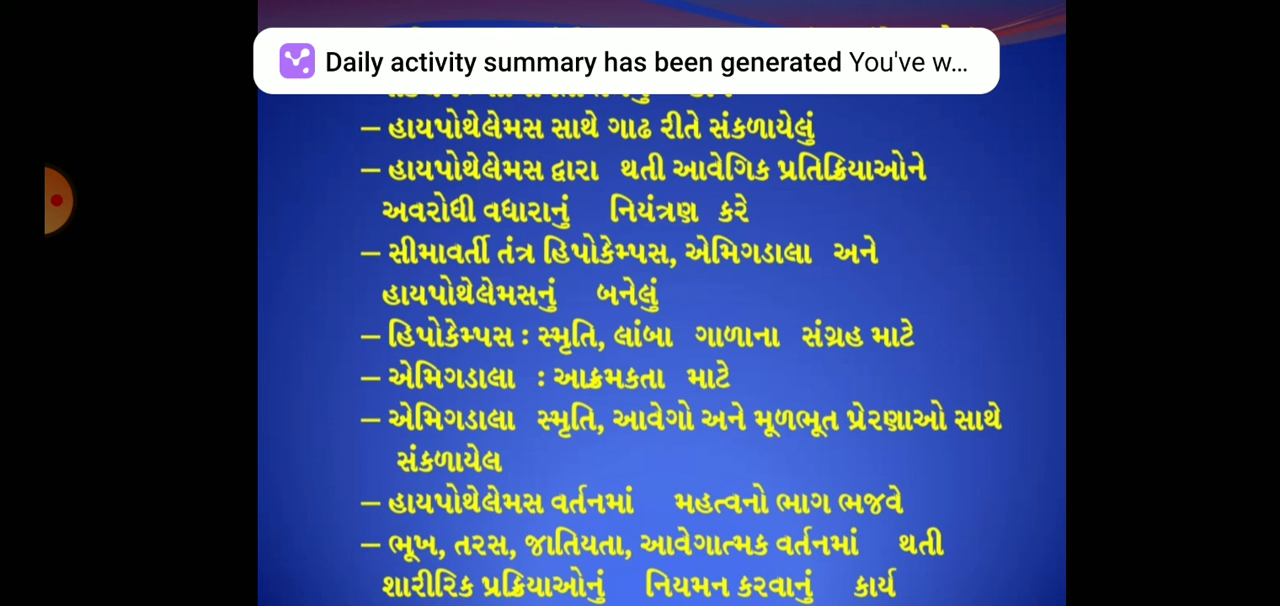 Daily activity summary has been generated You've w...
– હાયપોથેલેમસ સાથે ગાઢ રીતે સંકળાયેલું
– હાયપોથેલેમસ દ્વારા થતી આવેગિક પ્રતિક્રિયાઓને
અવરોધી વધારાનું નિયંત્રણ કરે
– સીમાવર્તી તંત્ર હિપોકેમ્પસ, એમિગડાલા અને
હાયપોથેલેમસનું બનેલું
– હિપોકેમ્પસ : સ્મૃતિ, લાંબા ગાળાના સંગ્રહ માટે
– એમિગડાલા : આક્રમકતા માટે
– એમિગડાલા સ્મૃતિ, આવેગો અને મૂળભૂત પ્રેરણાઓ સાથે
સંકળાયેલ
– હાયપોથેલેમસ વર્તનમાં મહત્વનો ભાગ ભજવે
– ભૂખ, તરસ, જાતિયતા, આવેગાત્મક વર્તનમાં થતી
શારીરિક પ્રક્રિયાઓનું નિયમન કરવાનું કાર્ય